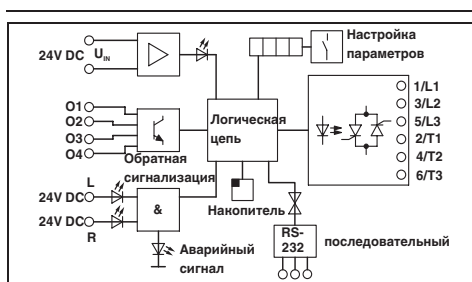 24V DC
U IN
Настройка
параметров
O1
O2
O3
O4
Логическая
цепь
1/L1
3/L2
5/L3
2/T1
4/T2
6/T3
Обратная
сигнализация
L
24V DC
24V DC
R
&
Накопитель
Аварийный
сигнал
RS-
232
последовательный